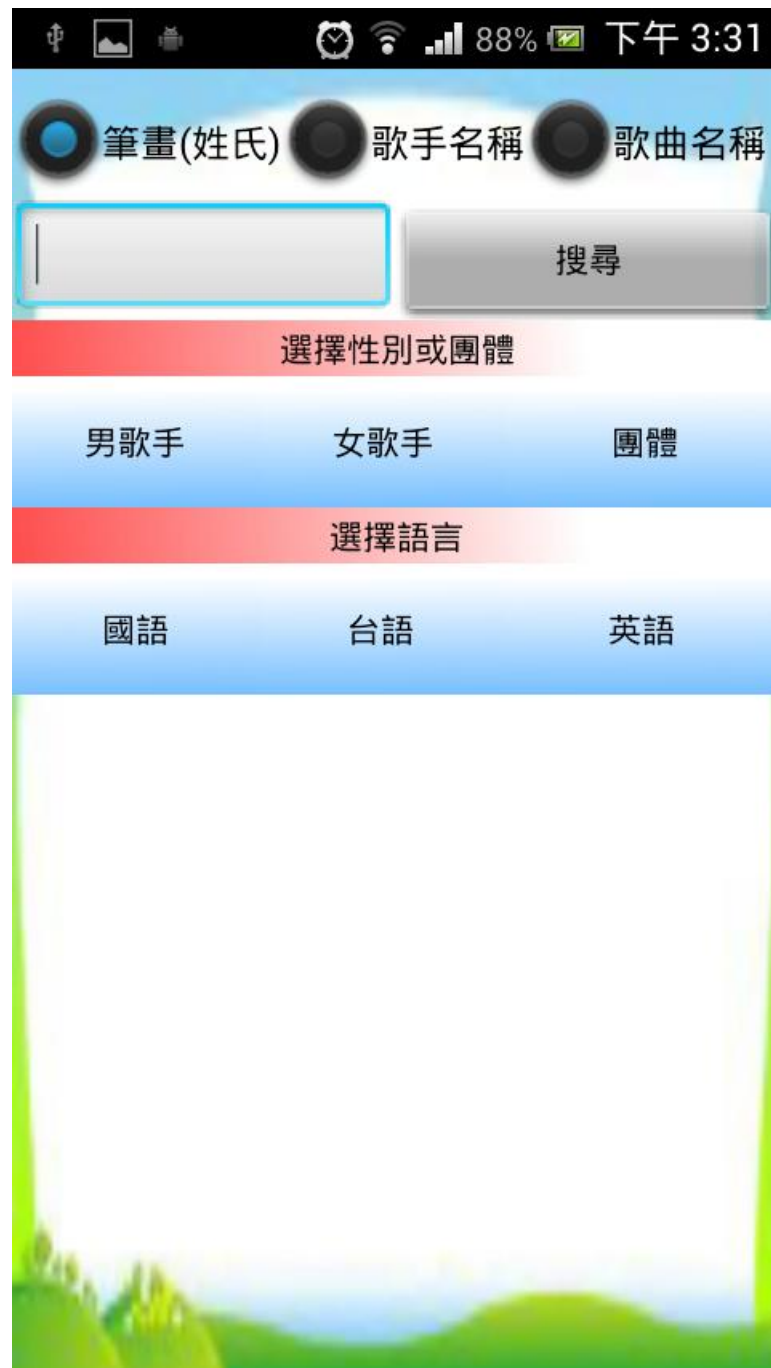 88% 下午 3:31
筆畫(姓氏) 歌手名稱 歌曲名稱
搜尋
選擇性別或團體
男歌手 女歌手 團體
選擇語言
國語 台語 英語